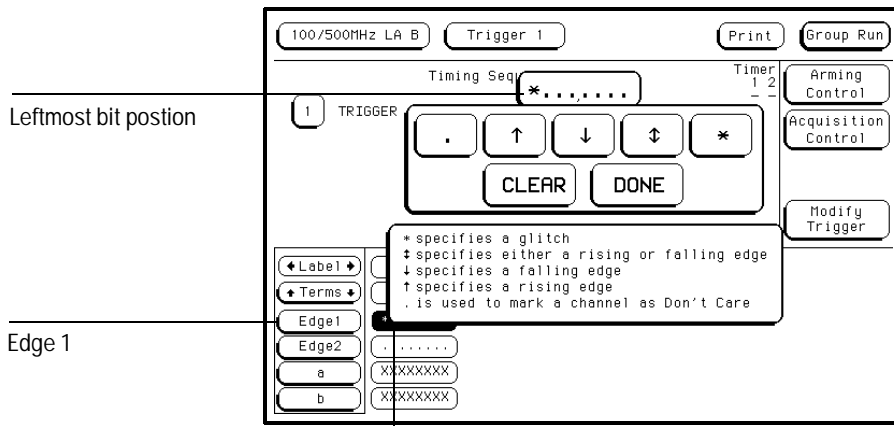 100/500MHz LA B Trigger 1 Print Group Run
Timing Sequ
Timer
1 2
Arming
Control
*...,....
Leftmost bit postion
1 TRIGGER
Acquisition
Control
. ↑ ↓ ↕ *
CLEAR DONE
Modify
Trigger
* specifies a glitch
↕ specifies either a rising or falling edge
↓ specifies a falling edge
↑ specifies a rising edge
. is used to mark a channel as Don't Care
←Label→
↑Terms↓
Edge1 *
Edge 1
Edge2 ........
a XXXXXXXX
b XXXXXXXX